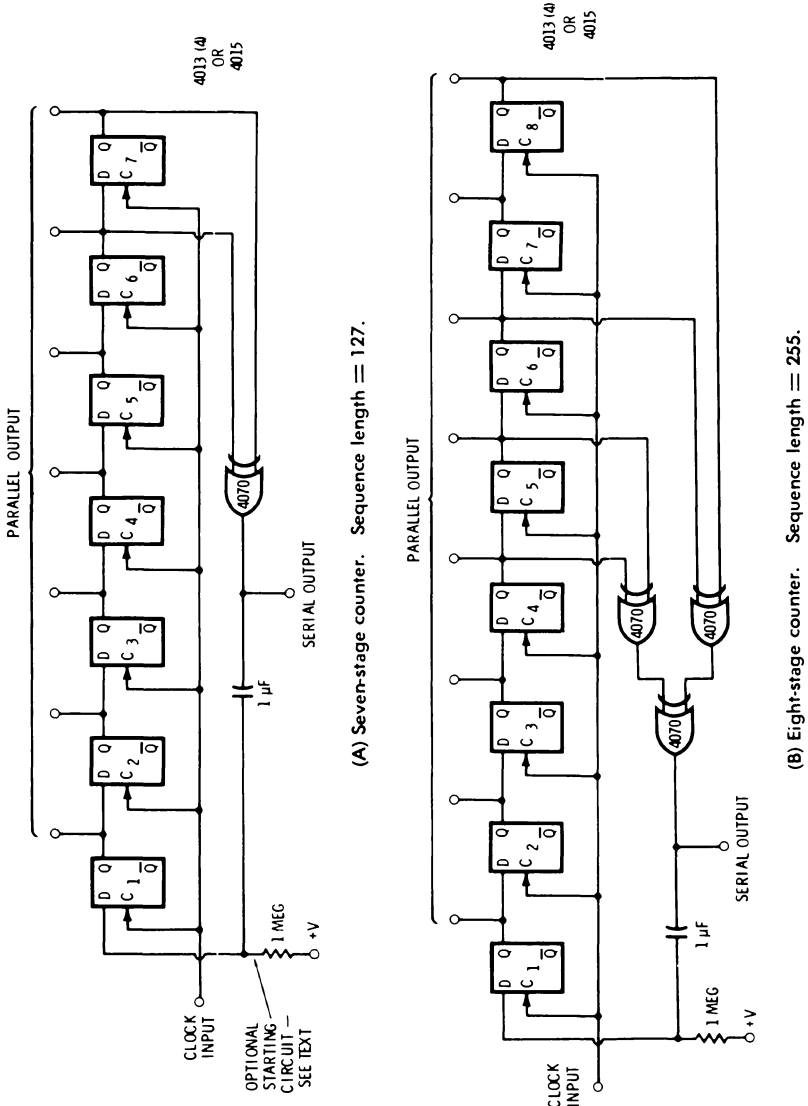 PARALLEL OUTPUT
4013 (4)
OR
4015
D Q
C 1 Q̅
D Q
C 2 Q̅
D Q
C 3 Q̅
D Q
C 4 Q̅
D Q
C 5 Q̅
D Q
C 6 Q̅
D Q
C 7 Q̅
CLOCK
INPUT
OPTIONAL
STARTING
CIRCUIT —
SEE TEXT
1 MEG
+V
1 µF
SERIAL OUTPUT
4070
(A) Seven-stage counter. Sequence length = 127.
PARALLEL OUTPUT
4013 (4)
OR
4015
D Q
C 1 Q̅
D Q
C 2 Q̅
D Q
C 3 Q̅
D Q
C 4 Q̅
D Q
C 5 Q̅
D Q
C 6 Q̅
D Q
C 7 Q̅
D Q
C 8 Q̅
CLOCK
INPUT
1 MEG
+V
1 µF
SERIAL OUTPUT
4070
4070
4070
(B) Eight-stage counter. Sequence length = 255.